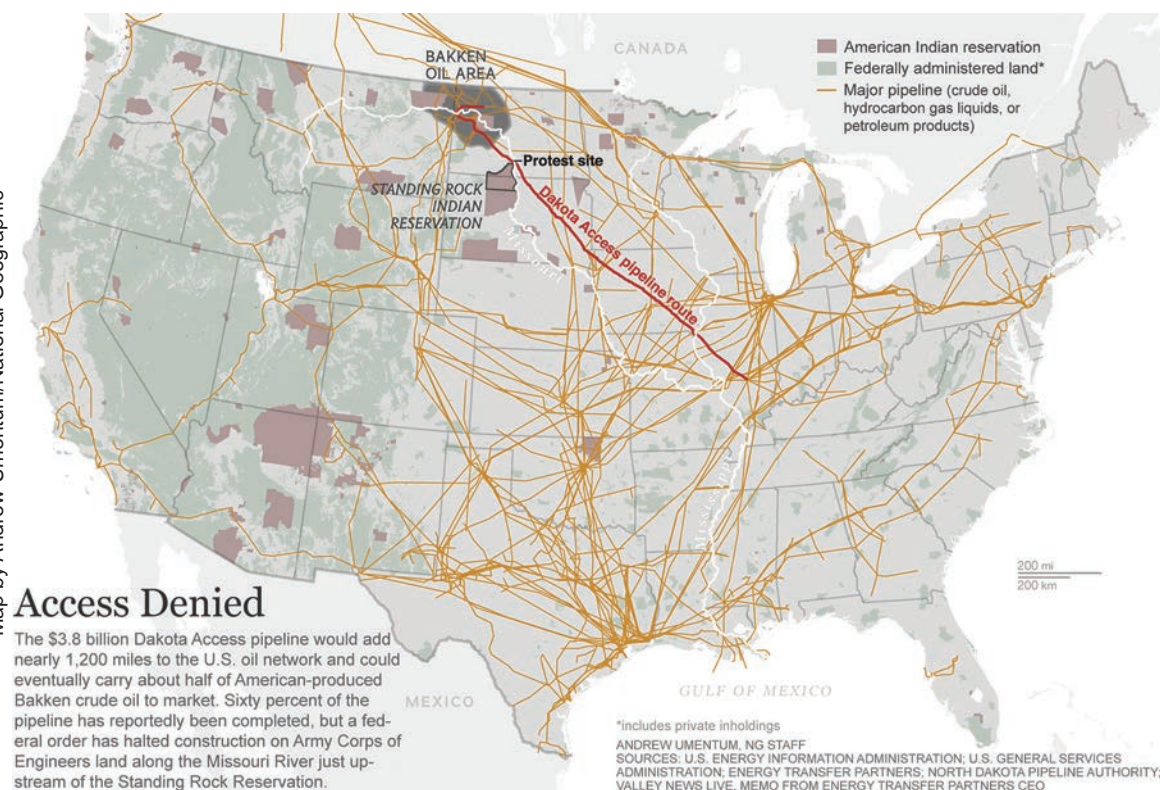 CANADA
American Indian reservation
Federally administered land*
Major pipeline (crude oil,
hydrocarbon gas liquids, or
petroleum products)
BAKKEN
OIL AREA
Protest site
STANDING ROCK
INDIAN
RESERVATION
Missouri
Dakota Access pipeline route
Mississippi
200 mi
200 km
Access Denied
The $3.8 billion Dakota Access pipeline would add
nearly 1,200 miles to the U.S. oil network and could
eventually carry about half of American-produced
Bakken crude oil to market. Sixty percent of the
pipeline has reportedly been completed, but a fed-
eral order has halted construction on Army Corps of
Engineers land along the Missouri River just up-
stream of the Standing Rock Reservation.
MEXICO
GULF OF MEXICO
*includes private inholdings
ANDREW UMENTUM, NG STAFF
SOURCES: U.S. ENERGY INFORMATION ADMINISTRATION; U.S. GENERAL SERVICES
ADMINISTRATION; ENERGY TRANSFER PARTNERS; NORTH DAKOTA PIPELINE AUTHORITY;
VALLEY NEWS LIVE, MEMO FROM ENERGY TRANSFER PARTNERS CEO